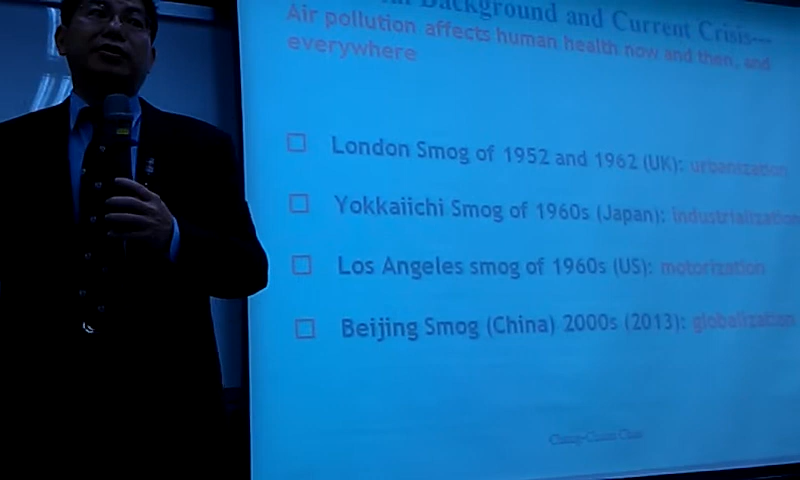 Background and Current Crisis---
Air pollution affects human health now and then, and
everywhere
London Smog of 1952 and 1962 (UK): urbanization
Yokkaiichi Smog of 1960s (Japan): industrialization
Los Angeles smog of 1960s (US): motorization
Beijing Smog (China) 2000s (2013): globalization